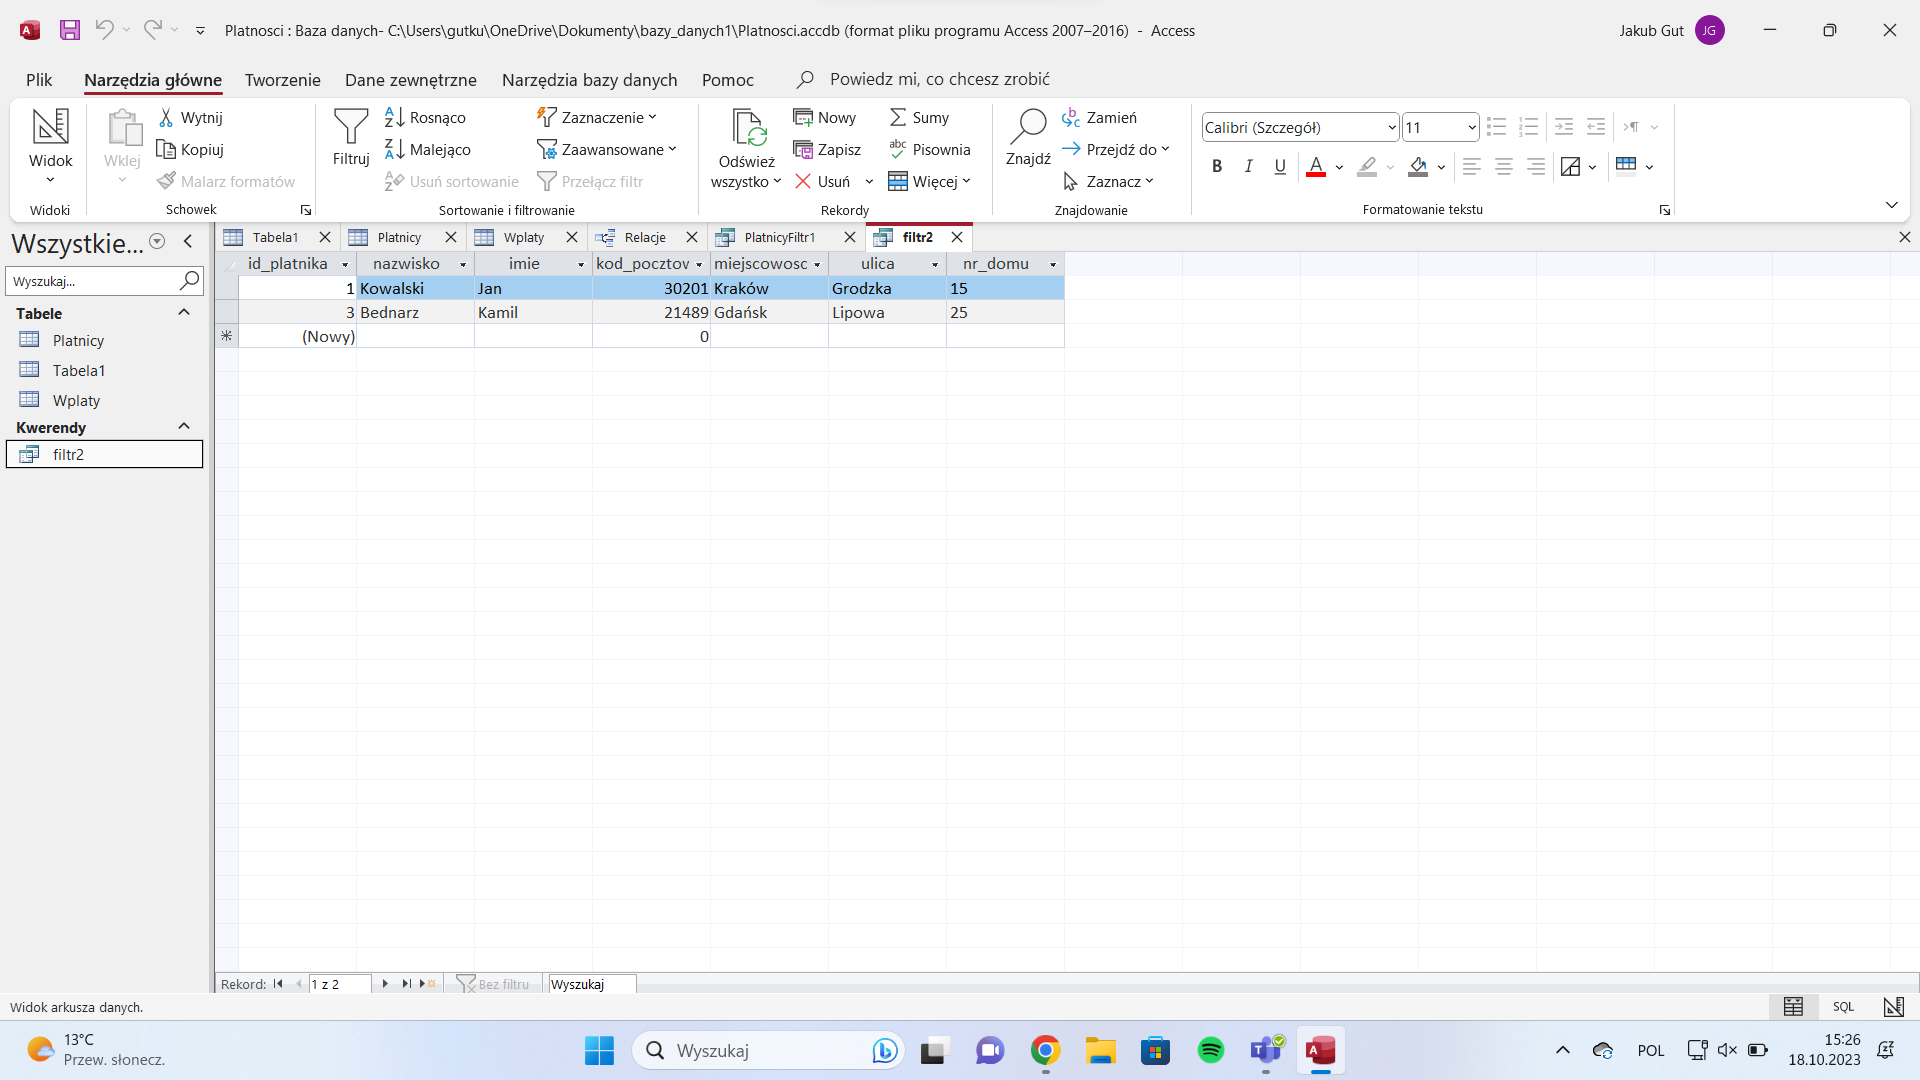 Platnosci : Baza danych- C:\Users\gutku\OneDrive\Dokumenty\bazy_danych1\Platnosci.accdb (format pliku programu Access 2007–2016) - Access
Jakub Gut
JG
Plik
Narzędzia główne
Tworzenie
Dane zewnętrzne
Narzędzia bazy danych
Pomoc
Powiedz mi, co chcesz zrobić
Widok
Widoki
Wklej
Wytnij
Kopiuj
Malarz formatów
Schowek
Filtruj
Rosnąco
Malejąco
Usuń sortowanie
Zaznaczenie
Zaawansowane
Przełącz filtr
Sortowanie i filtrowanie
Odśwież
wszystko
Nowy
Zapisz
Usuń
Sumy
Pisownia
Więcej
Rekordy
Znajdź
Zamień
Przejdź do
Zaznacz
Znajdowanie
Calibri (Szczegół)
11
B I U
Formatowanie tekstu
Wszystkie...
Wyszukaj...
Tabele
Platnicy
Tabela1
Wplaty
Kwerendy
filtr2
Tabela1
Platnicy
Wplaty
Relacje
PlatnicyFiltr1
filtr2
id_platnika nazwisko imie kod_pocztov miejscowosc ulica nr_domu
1 Kowalski Jan 30201 Kraków Grodzka 15
3 Bednarz Kamil 21489 Gdańsk Lipowa 25
(Nowy) 0
Rekord: 1 z 2 Bez filtru Wyszukaj
Widok arkusza danych.
SQL
13°C
Przew. słonecz.
Wyszukaj
POL
15:26
18.10.2023